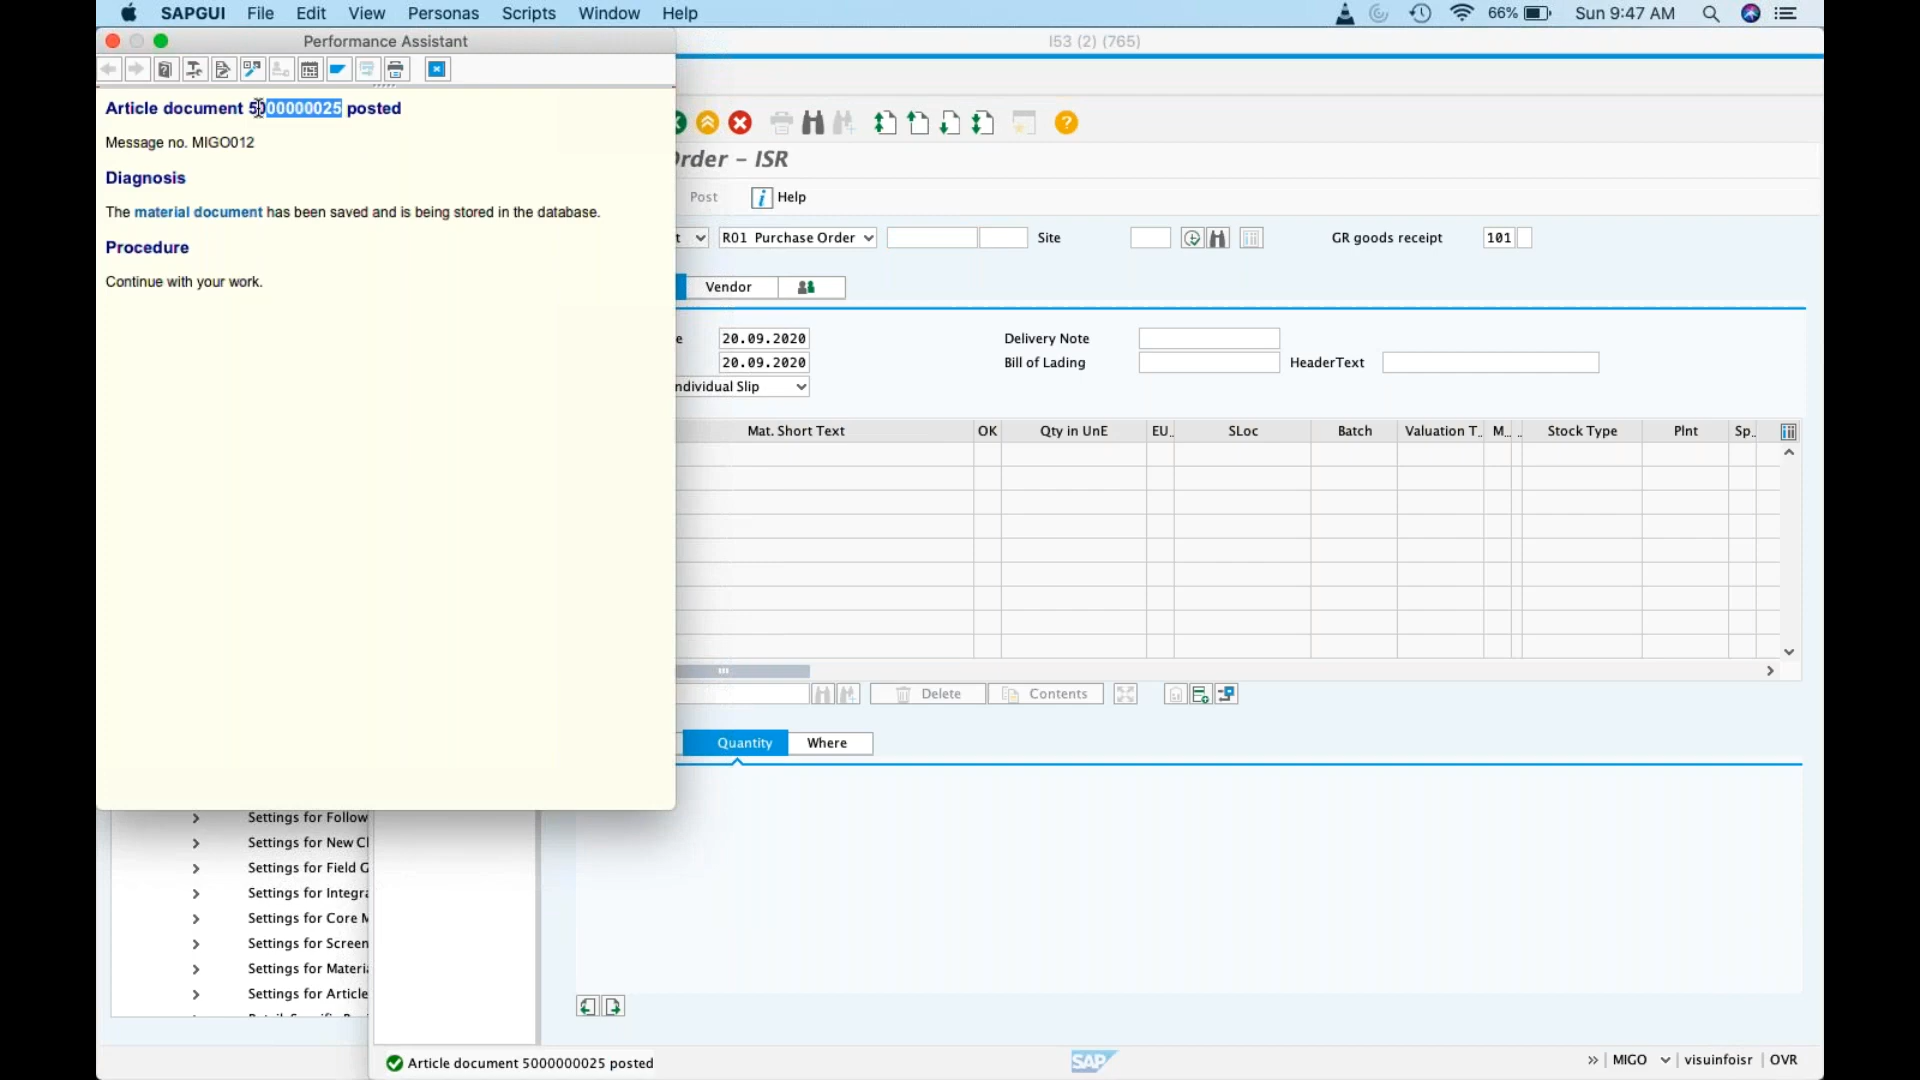 SAPGUI File Edit View Personas Scripts Window Help 66% Sun 9:47 AM
Performance Assistant
I53 (2) (765)
Article document 5000000025 posted
Message no. MIGO012
Diagnosis
The material document has been saved and is being stored in the database.
Procedure
Continue with your work.
Order - ISR
Post Help
t R01 Purchase Order Site GR goods receipt 101
Vendor
e 20.09.2020 Delivery Note
20.09.2020 Bill of Lading HeaderText
ndividual Slip
Mat. Short Text OK Qty in UnE EU.. SLoc Batch Valuation T.. M.. .. Stock Type Plnt Sp..
Delete Contents
Quantity Where
Settings for Follow
Settings for New Cl
Settings for Field G
Settings for Integra
Settings for Core M
Settings for Screen
Settings for Materia
Settings for Article
Article document 5000000025 posted SAP MIGO visuinfoisr OVR